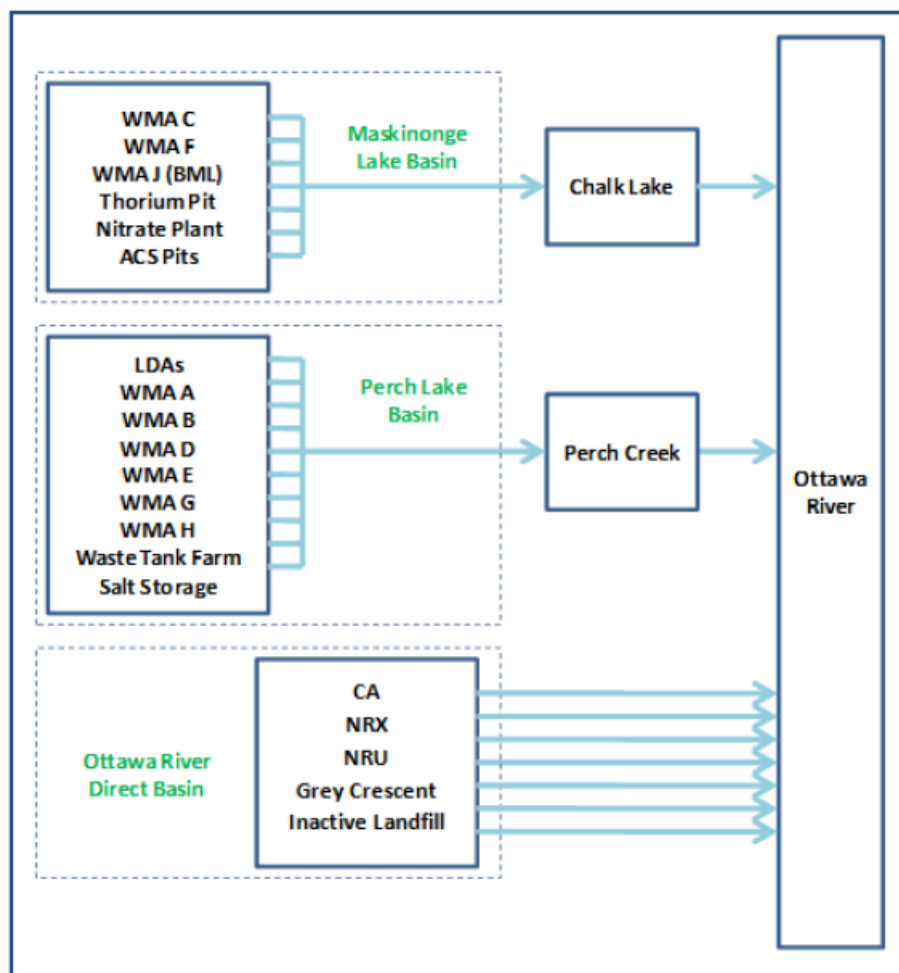 WMA C
WMA F
WMA J (BML)
Thorium Pit
Nitrate Plant
ACS Pits
Maskinonge
Lake Basin
Chalk Lake
LDAs
WMA A
WMA B
WMA D
WMA E
WMA G
WMA H
Waste Tank Farm
Salt Storage
Perch Lake
Basin
Perch Creek
Ottawa
River
Ottawa River
Direct Basin
CA
NRX
NRU
Grey Crescent
Inactive Landfill